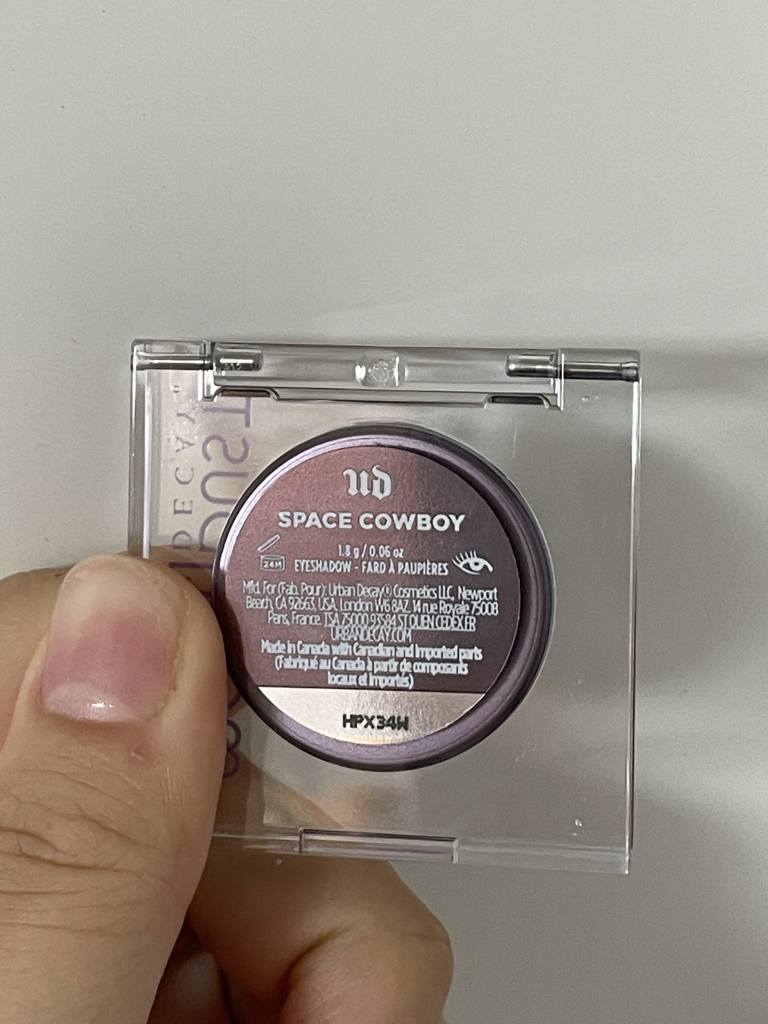 ud
SPACE COWBOY
1.8 g / 0.06 oz
24M
EYESHADOW - FARD À PAUPIÈRES
Mfd. For (Fab. Pour): Urban Decay® Cosmetics LLC, Newport
Beach, CA 92663, USA, London W6 8AZ, 14 rue Royale 75008
Paris, France. TSA 75000 93584 ST OUEN CEDEX FR
URBANDECAY.COM
Made in Canada with Canadian and imported parts
(Fabriqué au Canada à partir de composants
locaux et importés)
HPX34W
DECAY